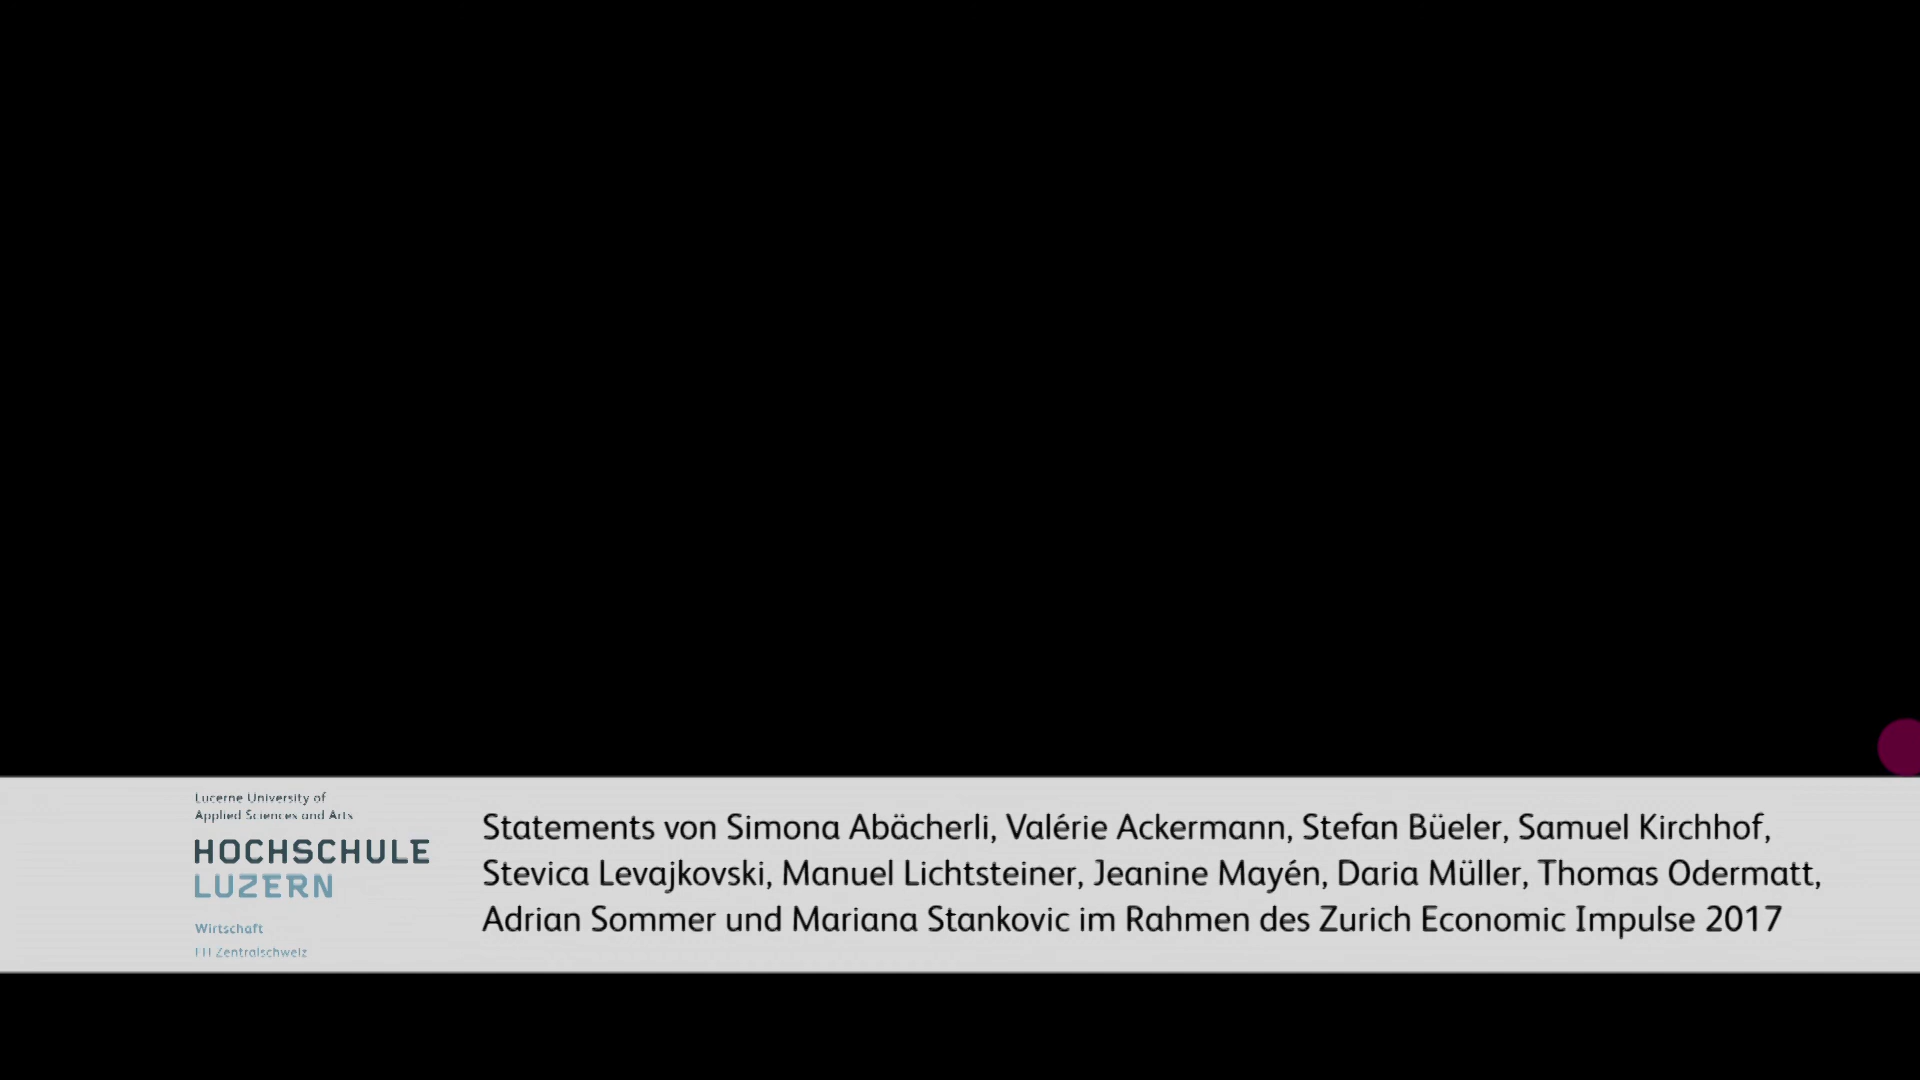 Lucerne University of
Applied Sciences and Arts
HOCHSCHULE
LUZERN
Wirtschaft
FH Zentralschweiz
Statements von Simona Abächerli, Valérie Ackermann, Stefan Büeler, Samuel Kirchhof,
Stevica Levajkovski, Manuel Lichtsteiner, Jeanine Mayén, Daria Müller, Thomas Odermatt,
Adrian Sommer und Mariana Stankovic im Rahmen des Zurich Economic Impulse 2017